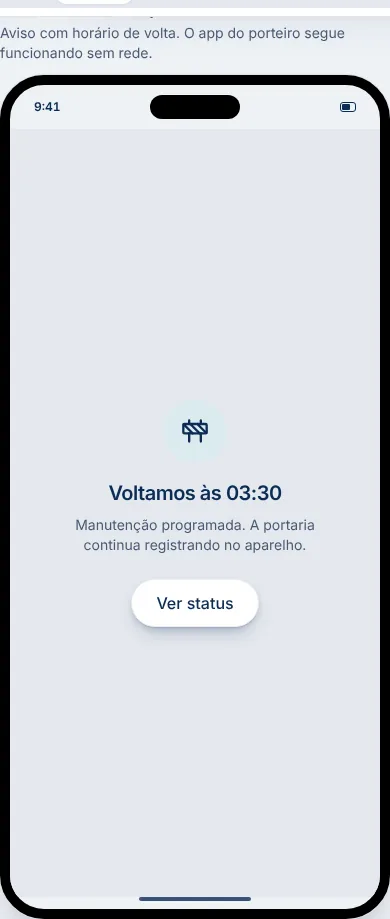 Aviso com horário de volta. O app do porteiro segue
funcionando sem rede.
9:41
Voltamos às 03:30
Manutenção programada. A portaria
continua registrando no aparelho.
Ver status